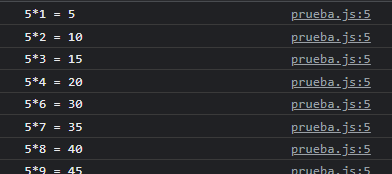 5*1 = 5 prueba.js:5
5*2 = 10 prueba.js:5
5*3 = 15 prueba.js:5
5*4 = 20 prueba.js:5
5*6 = 30 prueba.js:5
5*7 = 35 prueba.js:5
5*8 = 40 prueba.js:5
5*9 = 45 prueba.js:5